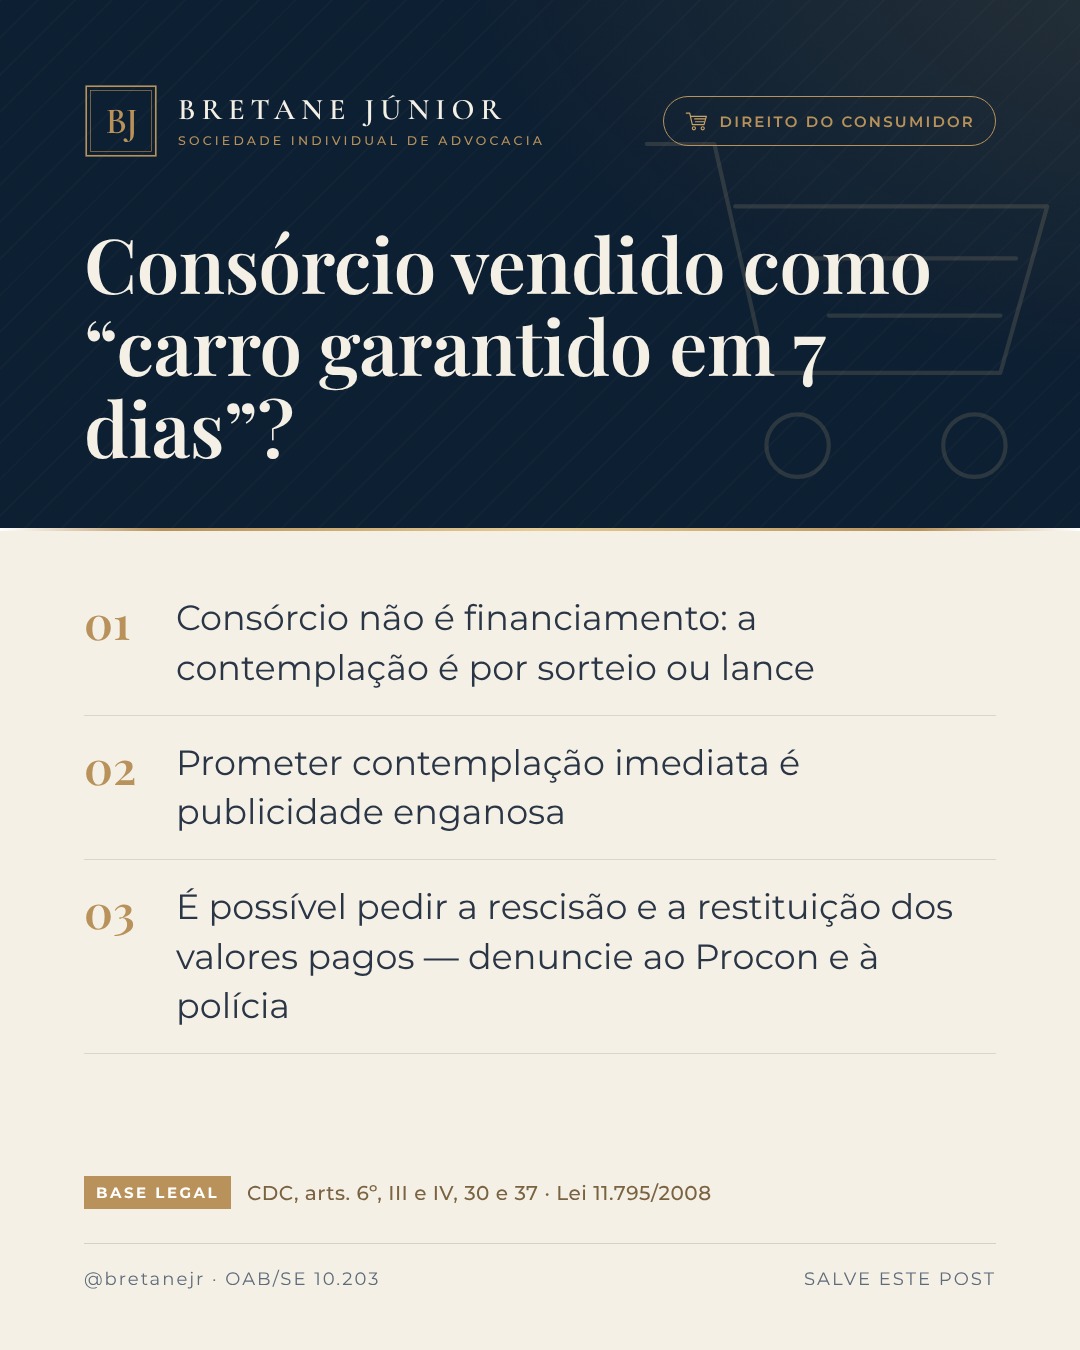 BJ
BRETANE JÚNIOR
SOCIEDADE INDIVIDUAL DE ADVOCACIA
DIREITO DO CONSUMIDOR
Consórcio vendido como
“carro garantido em 7
dias”?
01 Consórcio não é financiamento: a
contemplação é por sorteio ou lance
02 Prometer contemplação imediata é
publicidade enganosa
03 É possível pedir a rescisão e a restituição dos
valores pagos — denuncie ao Procon e à
polícia
BASE LEGAL CDC, arts. 6º, III e IV, 30 e 37 · Lei 11.795/2008
@bretanejr · OAB/SE 10.203
SALVE ESTE POST